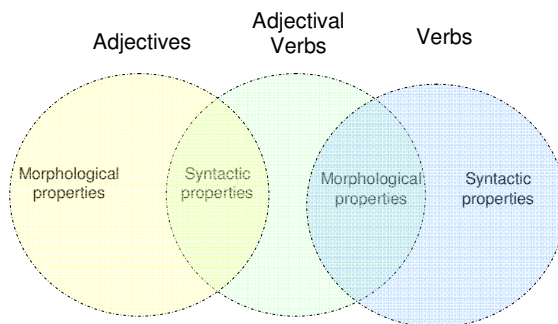 Adjectives
Adjectival
Verbs
Verbs
Morphological
properties
Syntactic
properties
Morphological
properties
Syntactic
properties